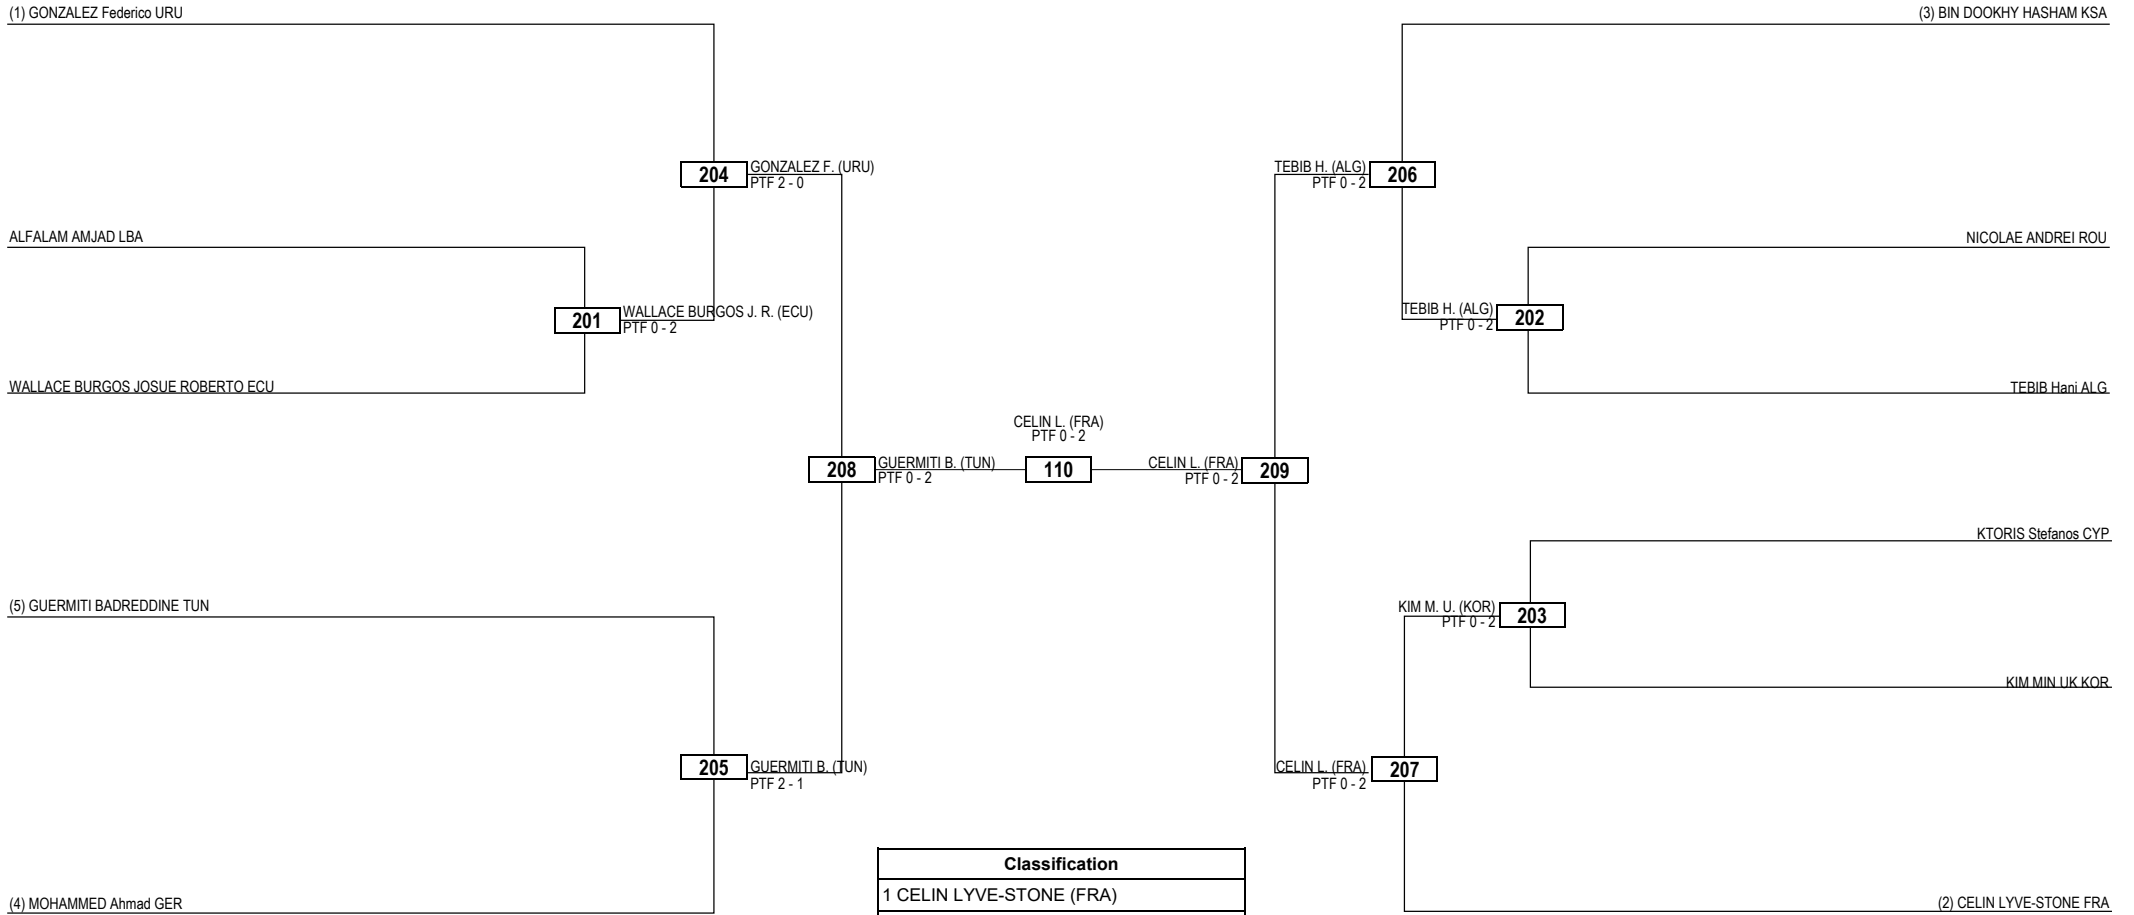 (1) GONZALEZ Federico URU
(3) BIN DOOKHY HASHAM KSA
GONZALEZ F. (URU)
204
PTF 2 - 0
TEBIB H. (ALG)
206
PTF 0 - 2
ALFALAM AMJAD LBA
NICOLAE ANDREI ROU
WALLACE BURGOS J. R. (ECU)
201
PTF 0 - 2
TEBIB H. (ALG)
202
PTF 0 - 2
WALLACE BURGOS JOSUE ROBERTO ECU
TEBIB Hani ALG
CELIN L. (FRA)
PTF 0 - 2
208
GUERMITI B. (TUN)
PTF 0 - 2
110
CELIN L. (FRA)
PTF 0 - 2
209
KTORIS Stefanos CYP
(5) GUERMITI BADREDDINE TUN
KIM M. U. (KOR)
PTF 0 - 2
203
KIM MIN UK KOR
205
GUERMITI B. (TUN)
PTF 2 - 1
CELIN L. (FRA)
PTF 0 - 2
207
Classification
1 CELIN LYVE-STONE (FRA)
(4) MOHAMMED Ahmad GER
(2) CELIN LYVE-STONE FRA